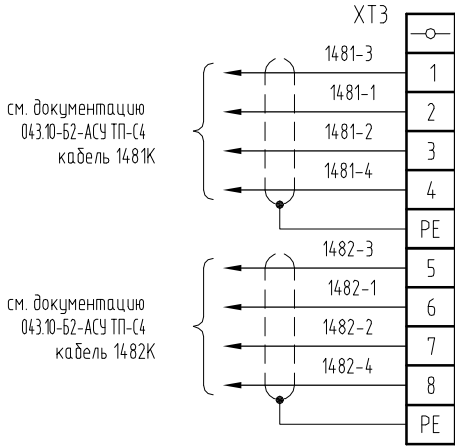 XT3
1481-3
1
1481-1
2
1481-2
3
1481-4
4
PE
см. документацию
043.10-Б2-АСУ ТП-С4
кабель 1481К
1482-3
5
1482-1
6
1482-2
7
1482-4
8
PE
см. документацию
043.10-Б2-АСУ ТП-С4
кабель 1482К